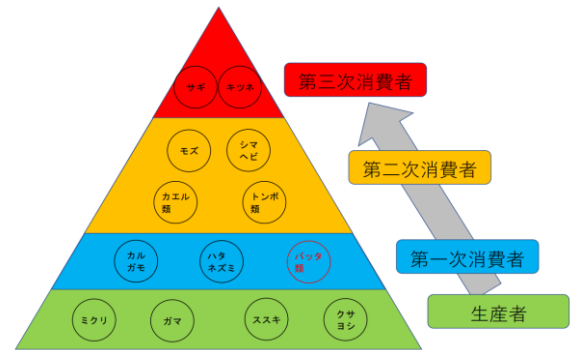 サギ
キツネ
第三次消費者
モズ
シマ
ヘビ
第二次消費者
カエル
類
トンボ
類
カル
ガモ
ハタ
ネズミ
バッタ
類
第一次消費者
ミクリ
ガマ
ススキ
クサ
ヨシ
生産者